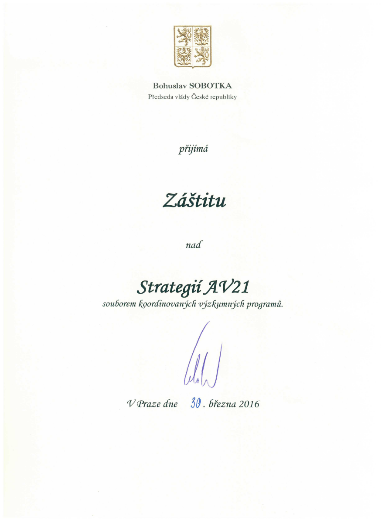 Bohuslav SOBOTKA
Předseda vlády České republiky
přijímá
Záštitu
nad
Strategií AV21
souborem koordinovaných výzkumných programů.
V Praze dne 30. března 2016